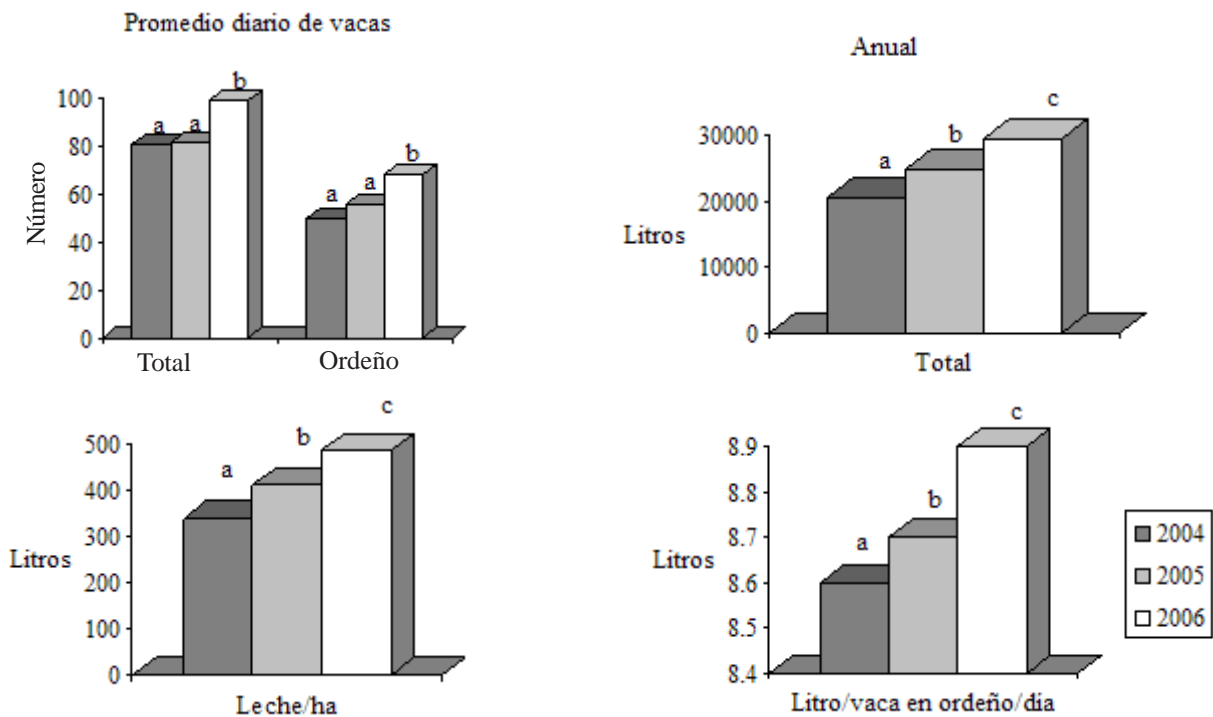 Promedio diario de vacas
Número
100
80
60
40
20
0
a
a
b
a
a
b
Total
Ordeño
Anual
Litros
30000
20000
10000
0
a
b
c
Total
Litros
500
400
300
200
100
0
a
b
c
Leche/ha
Litros
8.9
8.8
8.7
8.6
8.5
8.4
a
b
c
Litro/vaca en ordeño/día
2004
2005
2006